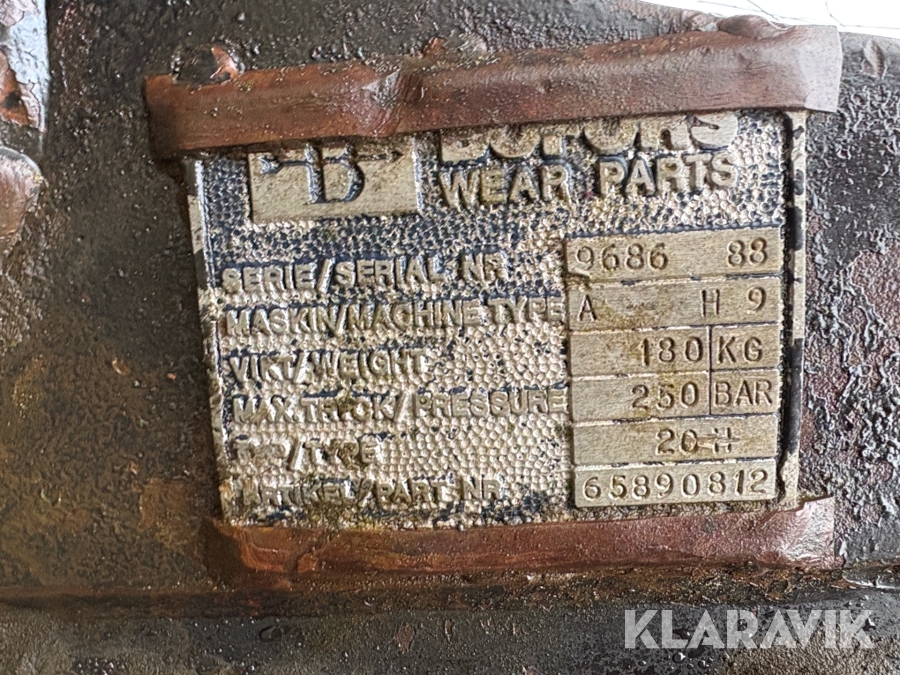 B BOFORS
WEAR PARTS
SERIE/SERIAL NR 9686 88
MASKIN/MACHINE TYPE A H 9
VIKT/WEIGHT 180 KG
MAX.TRYCK/PRESSURE 250 BAR
TYP/TYPE 20 H
ARTIKEL/PART NR. 65890812
KLARAVIK